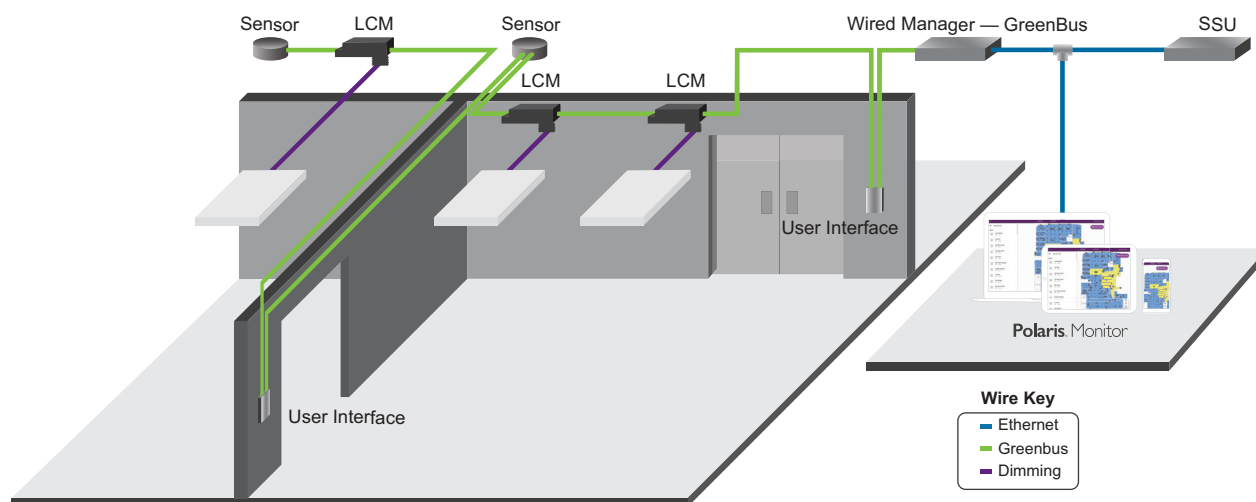 Sensor
LCM
Sensor
Wired Manager — GreenBus
SSU
LCM
LCM
User Interface
User Interface
Polaris. Monitor
Wire Key
Ethernet
Greenbus
Dimming